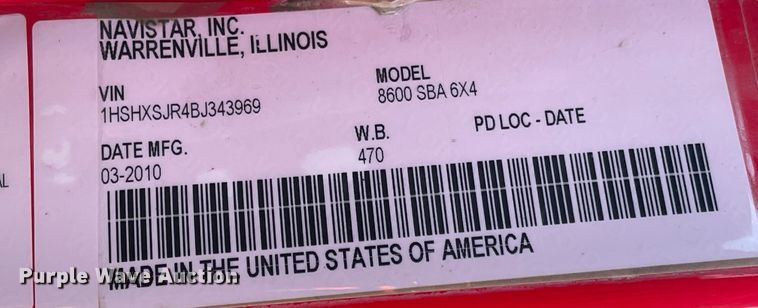 NAVISTAR, INC.
WARRENVILLE, ILLINOIS
VIN
1HSHXSJR4BJ343969
MODEL
8600 SBA 6X4
DATE MFG.
03-2010
W.B.
470
PD LOC - DATE
MADE IN THE UNITED STATES OF AMERICA
Purple Wave Auction